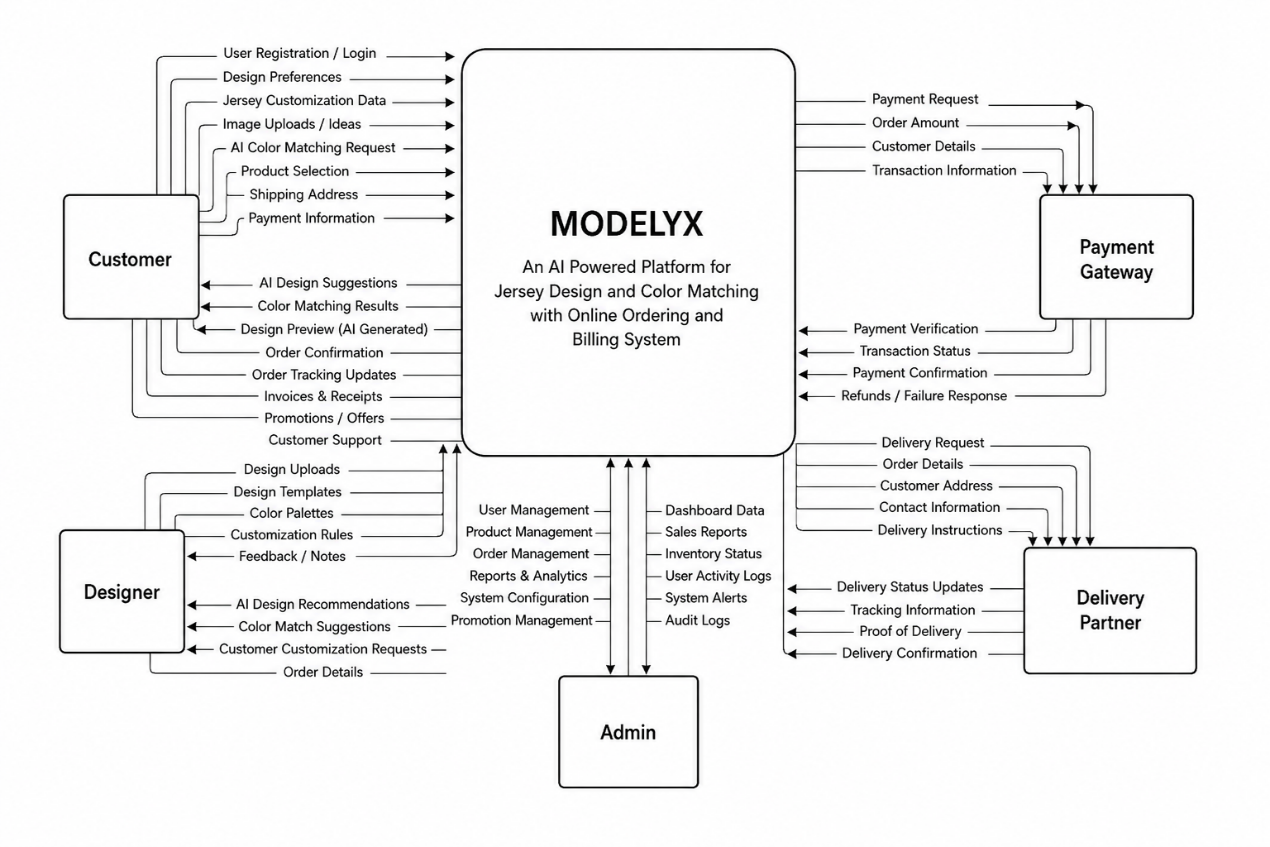 User Registration / Login
Design Preferences
Jersey Customization Data
Image Uploads / Ideas
AI Color Matching Request
Product Selection
Shipping Address
Payment Information
Customer
AI Design Suggestions
Color Matching Results
Design Preview (AI Generated)
Order Confirmation
Order Tracking Updates
Invoices & Receipts
Promotions / Offers
Customer Support
MODELYX
An AI Powered Platform for
Jersey Design and Color Matching
with Online Ordering and
Billing System
Payment Request
Order Amount
Customer Details
Transaction Information
Payment
Gateway
Payment Verification
Transaction Status
Payment Confirmation
Refunds / Failure Response
Design Uploads
Design Templates
Color Palettes
Customization Rules
Feedback / Notes
Designer
AI Design Recommendations
Color Match Suggestions
Customer Customization Requests
Order Details
User Management
Product Management
Order Management
Reports & Analytics
System Configuration
Promotion Management
Dashboard Data
Sales Reports
Inventory Status
User Activity Logs
System Alerts
Audit Logs
Admin
Delivery Request
Order Details
Customer Address
Contact Information
Delivery Instructions
Delivery
Partner
Delivery Status Updates
Tracking Information
Proof of Delivery
Delivery Confirmation